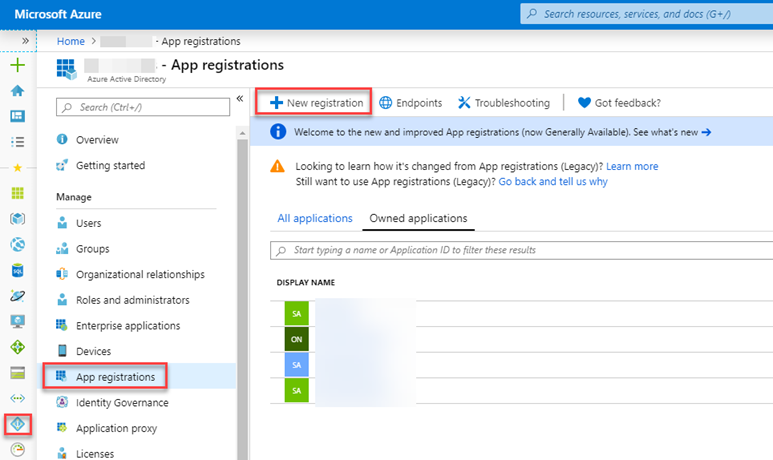 Microsoft Azure
Search resources, services, and docs (G+/)
Home
- App registrations
- App registrations
Azure Active Directory
Search (Ctrl+/)
Overview
Getting started
Manage
Users
Groups
Organizational relationships
Roles and administrators
Enterprise applications
Devices
App registrations
Identity Governance
Application proxy
Licenses
New registration
Endpoints
Troubleshooting
Got feedback?
Welcome to the new and improved App registrations (now Generally Available). See what's new →
Looking to learn how it's changed from App registrations (Legacy)? Learn more
Still want to use App registrations (Legacy)? Go back and tell us why
All applications
Owned applications
Start typing a name or Application ID to filter these results
DISPLAY NAME
SA
ON
SA
SA